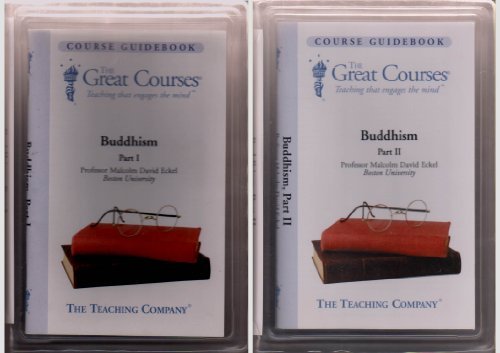 COURSE GUIDEBOOK
THE
Great Courses®
Teaching that engages the mind™
Buddhism
Part I
Professor Malcolm David Eckel
Boston University
THE TEACHING COMPANY®
COURSE GUIDEBOOK
THE
Great Courses®
Teaching that engages the mind™
Buddhism
Part II
Professor Malcolm David Eckel
Boston University
THE TEACHING COMPANY®
Buddhism, Part II